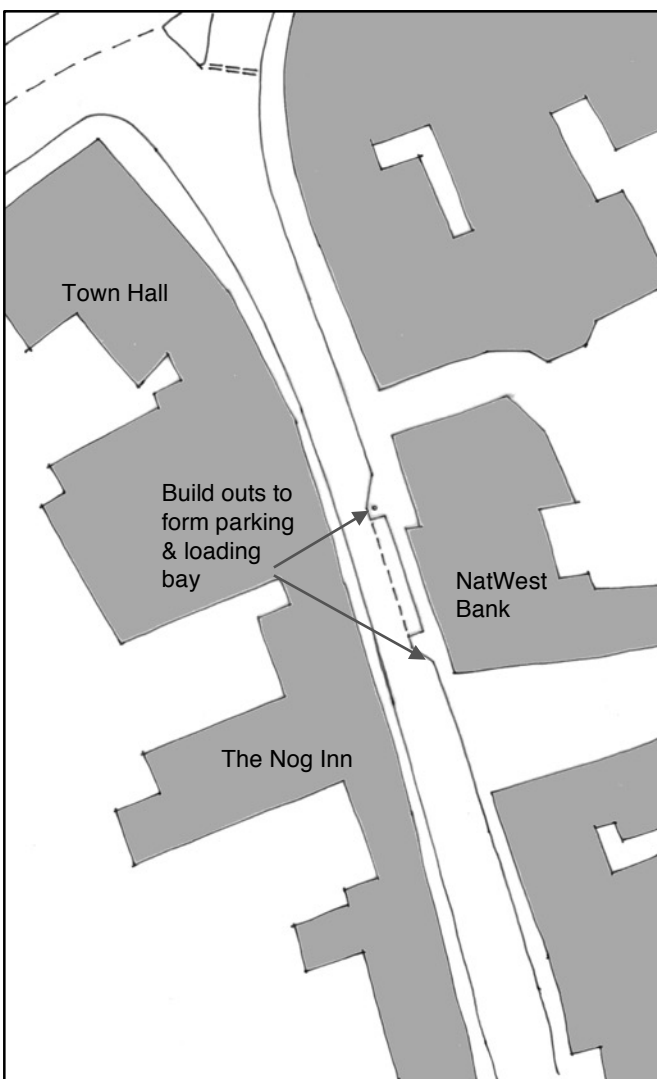 Town Hall
Build outs to
form parking
& loading
bay
NatWest
Bank
The Nog Inn